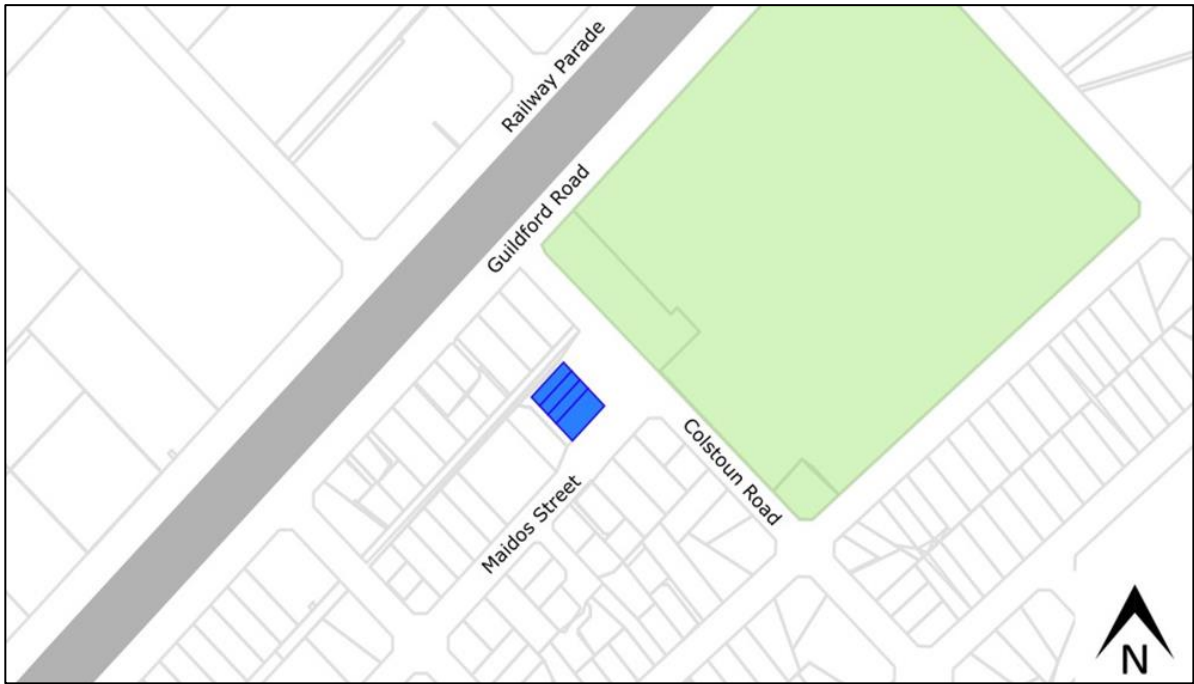 Railway Parade
Guildford Road
Colstoun Road
Maidos Street
N